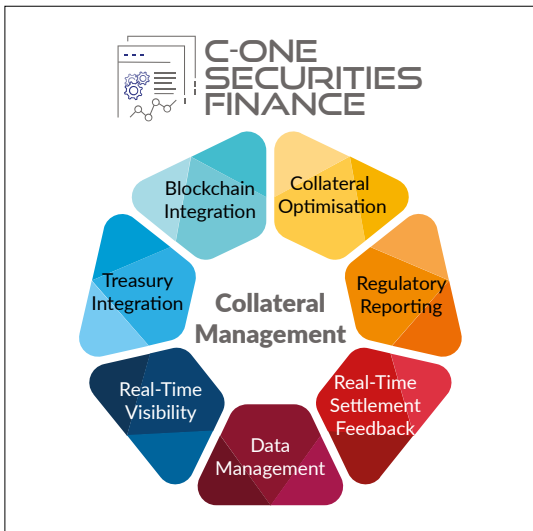 C-ONE
SECURITIES
FINANCE
Blockchain
Integration
Collateral
Optimisation
Treasury
Integration
Regulatory
Reporting
Collateral
Management
Real-Time
Visibility
Real-Time
Settlement
Feedback
Data
Management